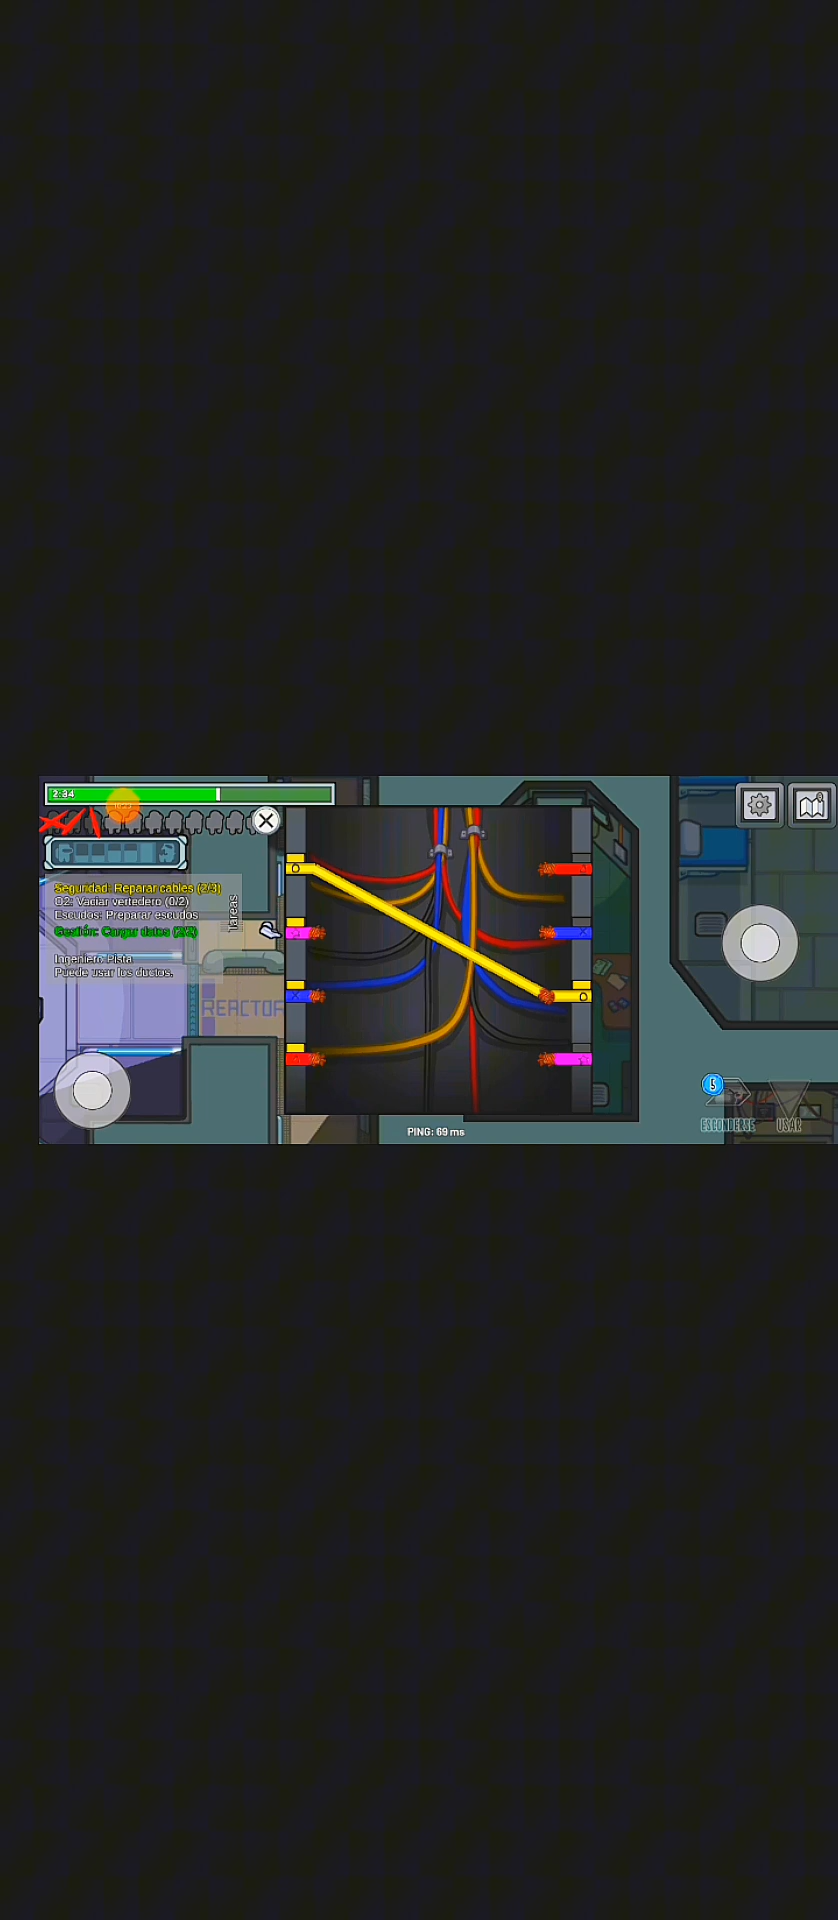 2:34
Seguridad: Reparar cables (2/3)
O2: Vaciar vertedero (0/2)
Escudos: Preparar escudos
Gestión: Cargar datos (2/2)
Ingeniero Pista:
Puede usar los ductos.
Tareas
REACTOR
5
ESCONDERSE
USAR
PING: 69 ms